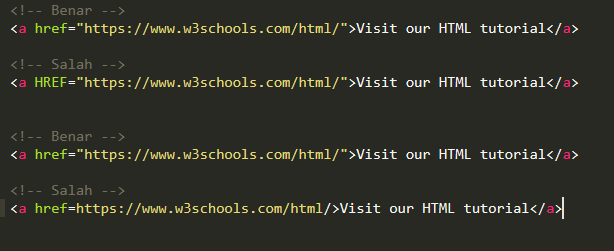 <!-- Benar -->
<a href="https://www.w3schools.com/html/">Visit our HTML tutorial</a>
<!-- Salah -->
<a HREF="https://www.w3schools.com/html/">Visit our HTML tutorial</a>
<!-- Benar -->
<a href="https://www.w3schools.com/html/">Visit our HTML tutorial</a>
<!-- Salah -->
<a href=https://www.w3schools.com/html/>Visit our HTML tutorial</a>